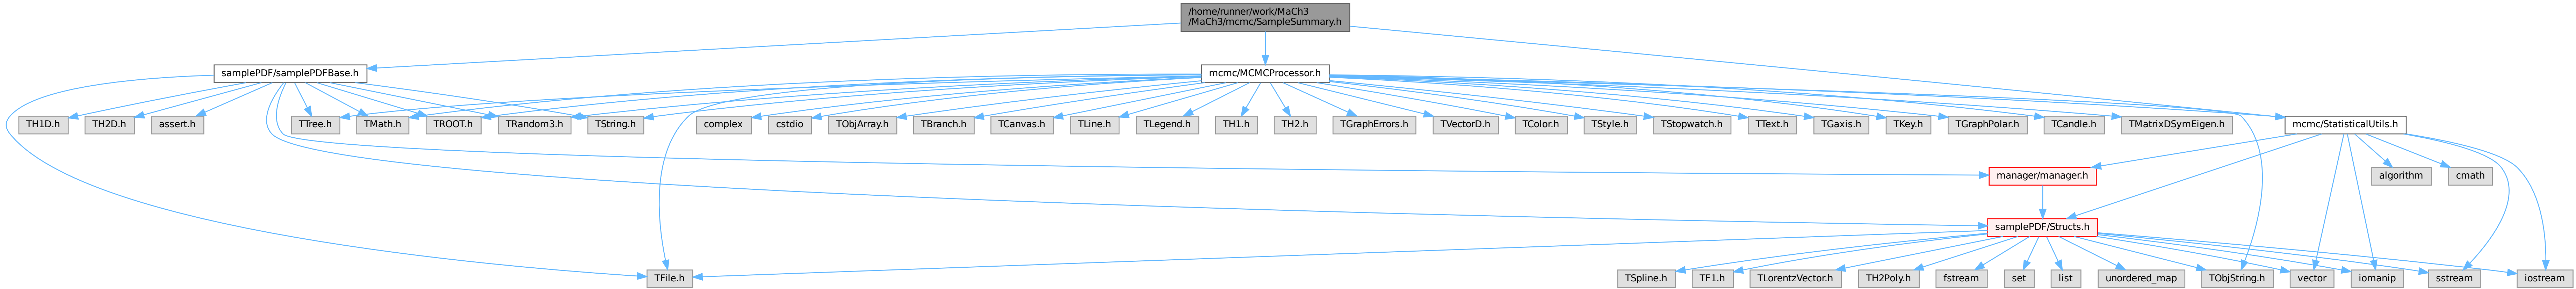 /home/runner/work/MaCh3
/MaCh3/mcmc/SampleSummary.h
samplePDF/samplePDFBase.h
mcmc/MCMCProcessor.h
TH1D.h
TH2D.h
assert.h
TTree.h
TMath.h
TROOT.h
TRandom3.h
TString.h
complex
cstdio
TObjArray.h
TBranch.h
TCanvas.h
TLine.h
TLegend.h
TH1.h
TH2.h
TGraphErrors.h
TVectorD.h
TColor.h
TStyle.h
TStopwatch.h
TText.h
TGaxis.h
TKey.h
TGraphPolar.h
TCandle.h
TMatrixDSymEigen.h
mcmc/StatisticalUtils.h
manager/manager.h
algorithm
cmath
samplePDF/Structs.h
TFile.h
TSpline.h
TF1.h
TLorentzVector.h
TH2Poly.h
fstream
set
list
unordered_map
TObjString.h
vector
iomanip
sstream
iostream